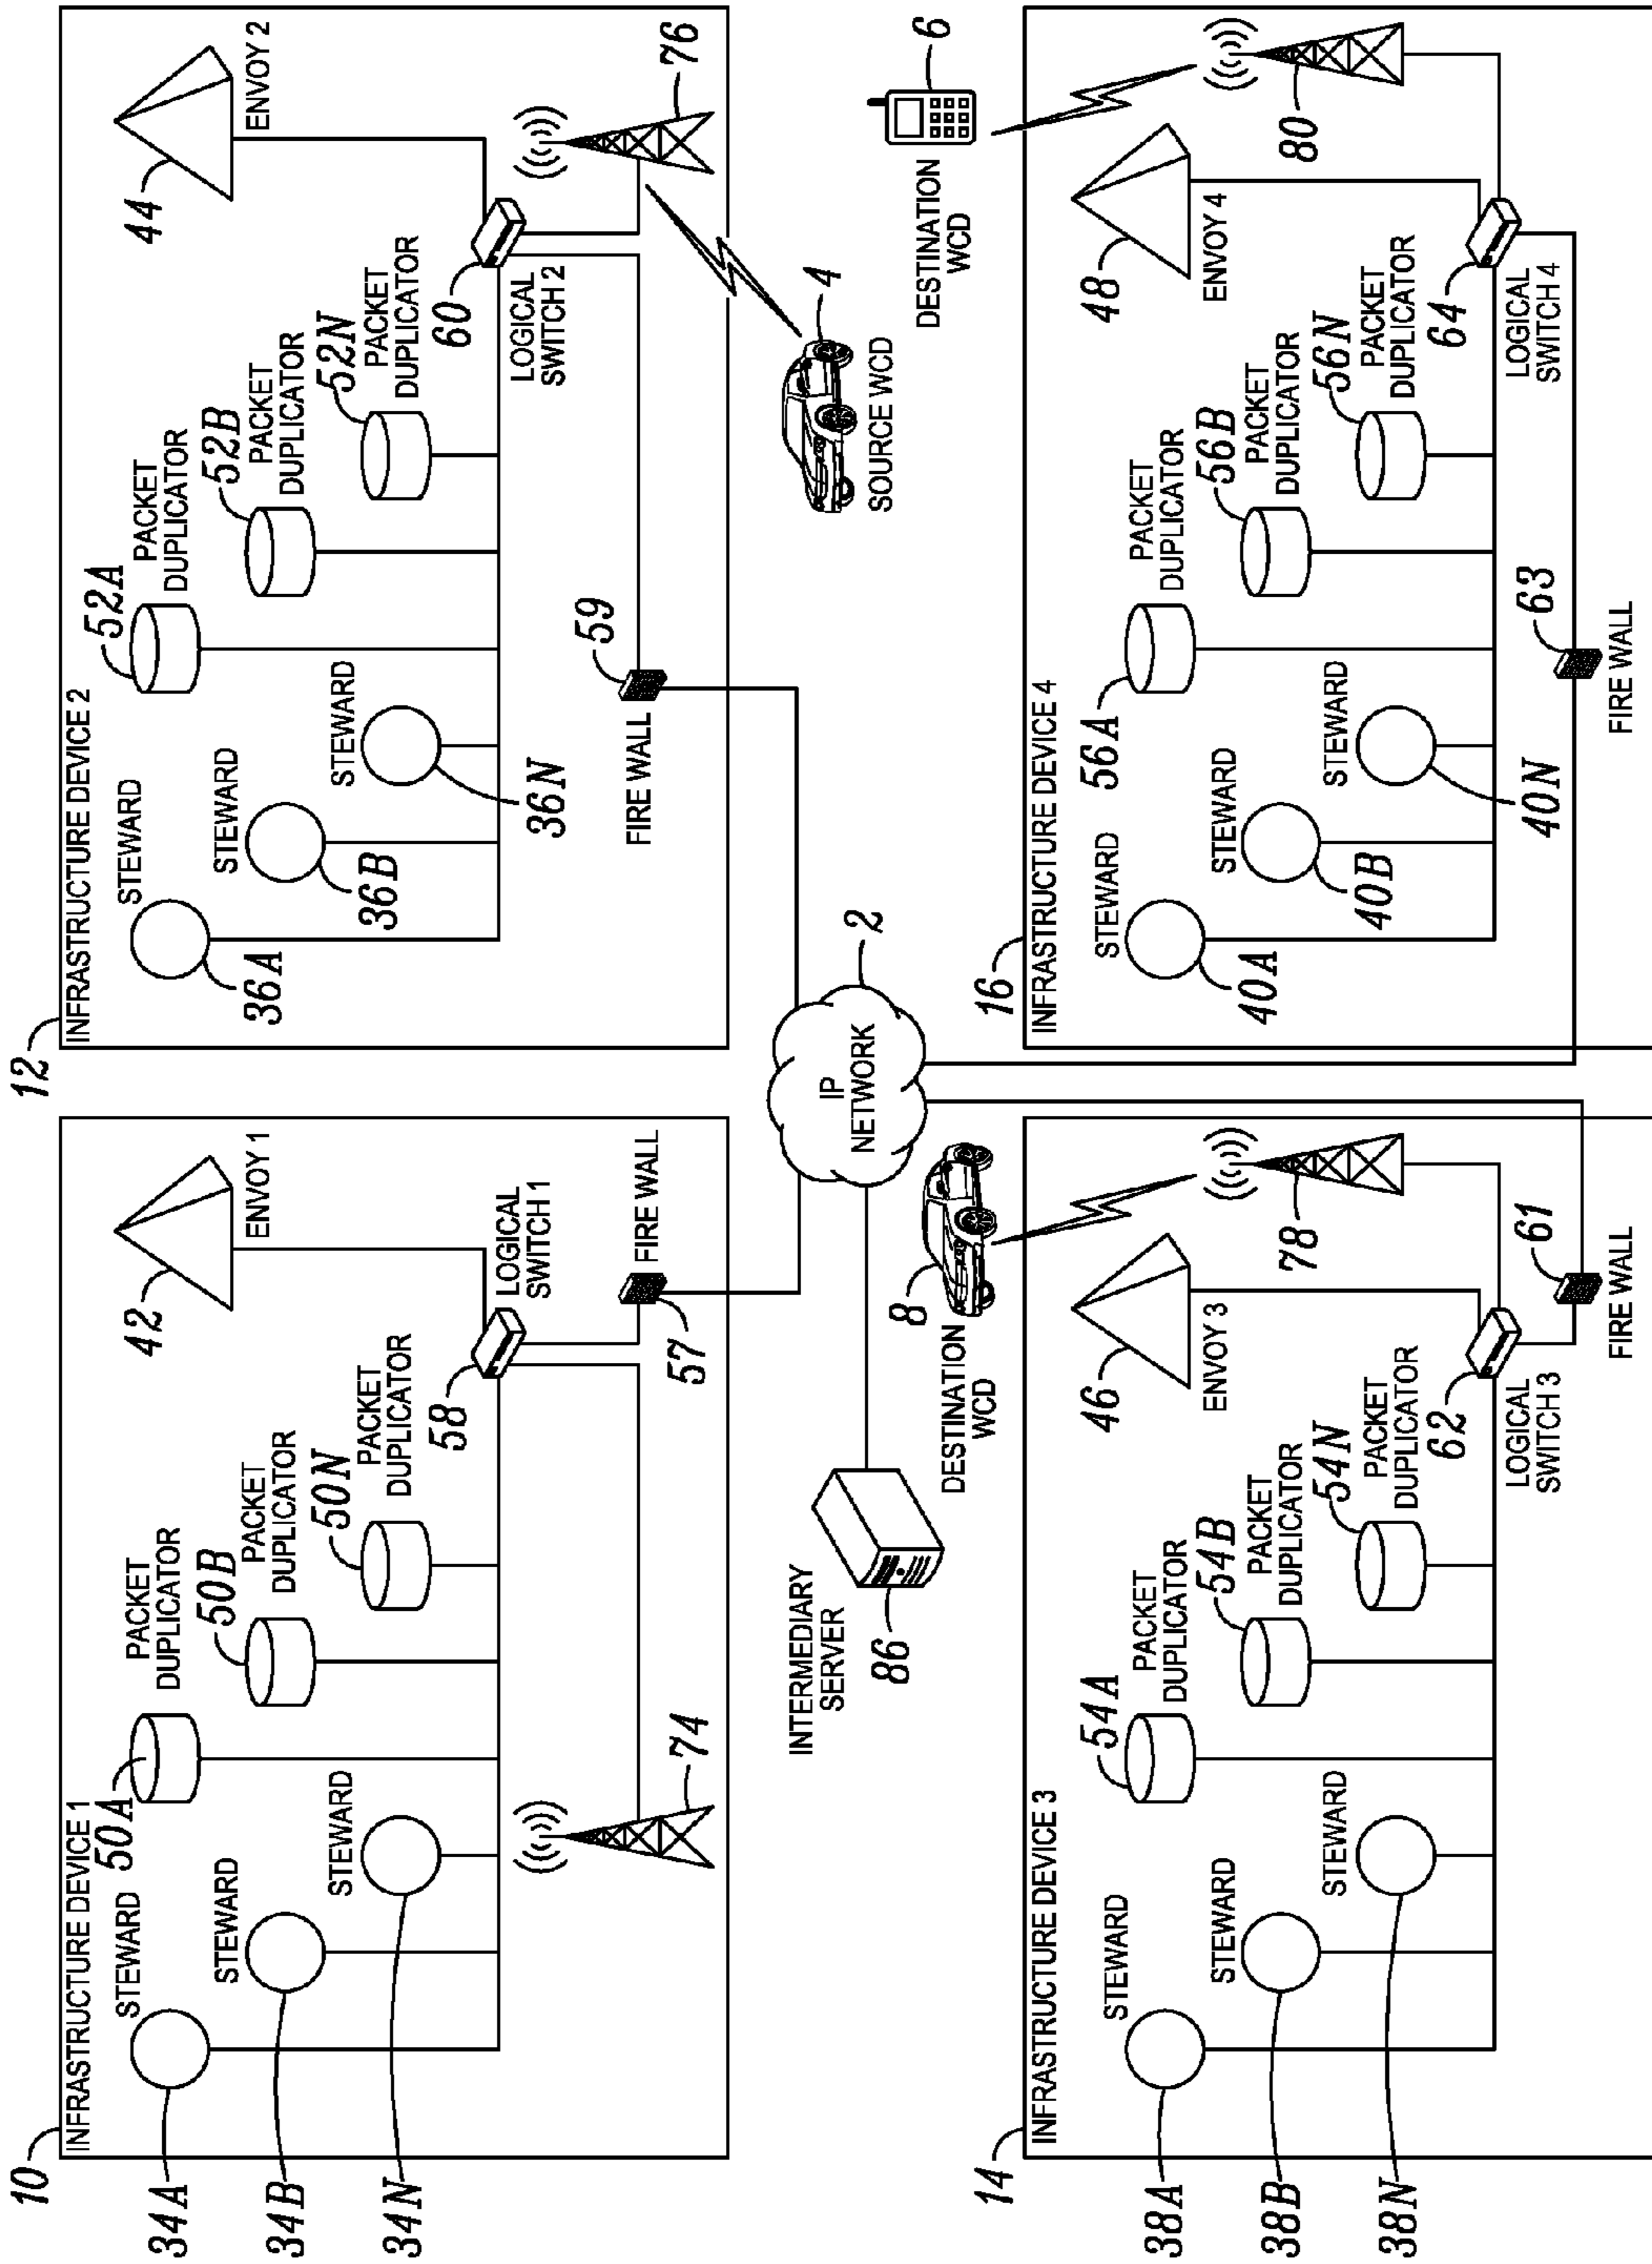 10
INFRASTRUCTURE DEVICE 1
34A
STEWARD
34B
STEWARD
34N
STEWARD
50A
PACKET
DUPLICATOR
50B
PACKET
DUPLICATOR
50N
PACKET
DUPLICATOR
42
ENVOY 1
58
LOGICAL
SWITCH 1
57
FIRE WALL
74
12
INFRASTRUCTURE DEVICE 2
36A
STEWARD
36B
STEWARD
36N
STEWARD
52A
PACKET
DUPLICATOR
52B
PACKET
DUPLICATOR
52N
PACKET
DUPLICATOR
44
ENVOY 2
60
LOGICAL
SWITCH 2
59
FIRE WALL
76
INTERMEDIARY
SERVER
86
IP
NETWORK
2
8
DESTINATION
WCD
SOURCE WCD
4
DESTINATION
WCD
6
14
INFRASTRUCTURE DEVICE 3
38A
STEWARD
38B
STEWARD
38N
STEWARD
54A
PACKET
DUPLICATOR
54B
PACKET
DUPLICATOR
54N
PACKET
DUPLICATOR
46
ENVOY 3
62
LOGICAL
SWITCH 3
78
61
FIRE WALL
16
INFRASTRUCTURE DEVICE 4
40A
STEWARD
40B
STEWARD
40N
STEWARD
56A
PACKET
DUPLICATOR
56B
PACKET
DUPLICATOR
56N
PACKET
DUPLICATOR
48
ENVOY 4
64
LOGICAL
SWITCH 4
80
63
FIRE WALL